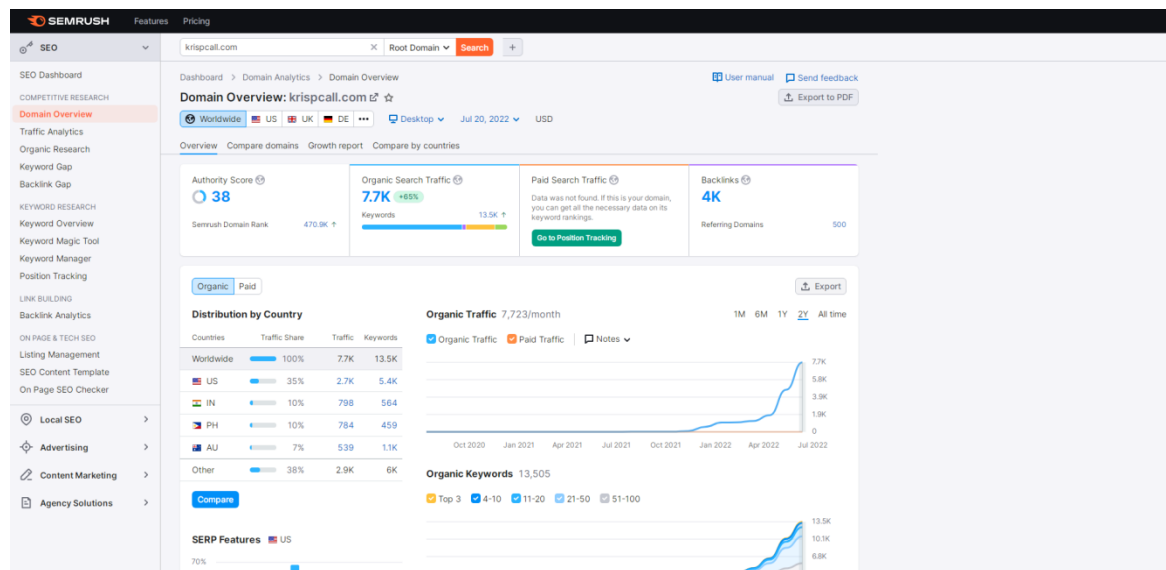 SEMRUSH Features Pricing
SEO
krispcall.com × Root Domain Search +
SEO Dashboard
COMPETITIVE RESEARCH
Domain Overview
Traffic Analytics
Organic Research
Keyword Gap
Backlink Gap
KEYWORD RESEARCH
Keyword Overview
Keyword Magic Tool
Keyword Manager
Position Tracking
LINK BUILDING
Backlink Analytics
ON PAGE & TECH SEO
Listing Management
SEO Content Template
On Page SEO Checker
Local SEO
Advertising
Content Marketing
Agency Solutions
Dashboard > Domain Analytics > Domain Overview
User manual Send feedback
Domain Overview: krispcall.com
Export to PDF
Worldwide US UK DE ••• Desktop Jul 20, 2022 USD
Overview Compare domains Growth report Compare by countries
Authority Score
38
Semrush Domain Rank 470.9K ↑
Organic Search Traffic
7.7K +65%
Keywords 13.5K ↑
Paid Search Traffic
Data was not found. If this is your domain,
you can get all the necessary data on its
keyword rankings.
Go to Position Tracking
Backlinks
4K
Referring Domains 500
Organic Paid
Export
Distribution by Country
Countries Traffic Share Traffic Keywords
Worldwide 100% 7.7K 13.5K
US 35% 2.7K 5.4K
IN 10% 798 564
PH 10% 784 459
AU 7% 539 1.1K
Other 38% 2.9K 6K
Compare
SERP Features US
70%
Organic Traffic 7,723/month
1M 6M 1Y 2Y All time
Organic Traffic Paid Traffic Notes
7.7K
5.8K
3.9K
1.9K
0
Oct 2020 Jan 2021 Apr 2021 Jul 2021 Oct 2021 Jan 2022 Apr 2022 Jul 2022
Organic Keywords 13,505
Top 3 4-10 11-20 21-50 51-100
13.5K
10.1K
6.8K